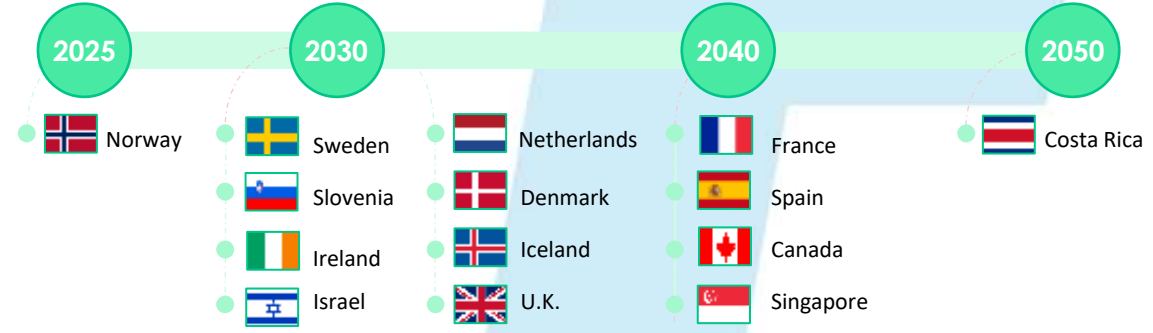 2025
2030
2040
2050
Norway
Sweden
Slovenia
Ireland
Israel
Netherlands
Denmark
Iceland
U.K.
France
Spain
Canada
Singapore
Costa Rica